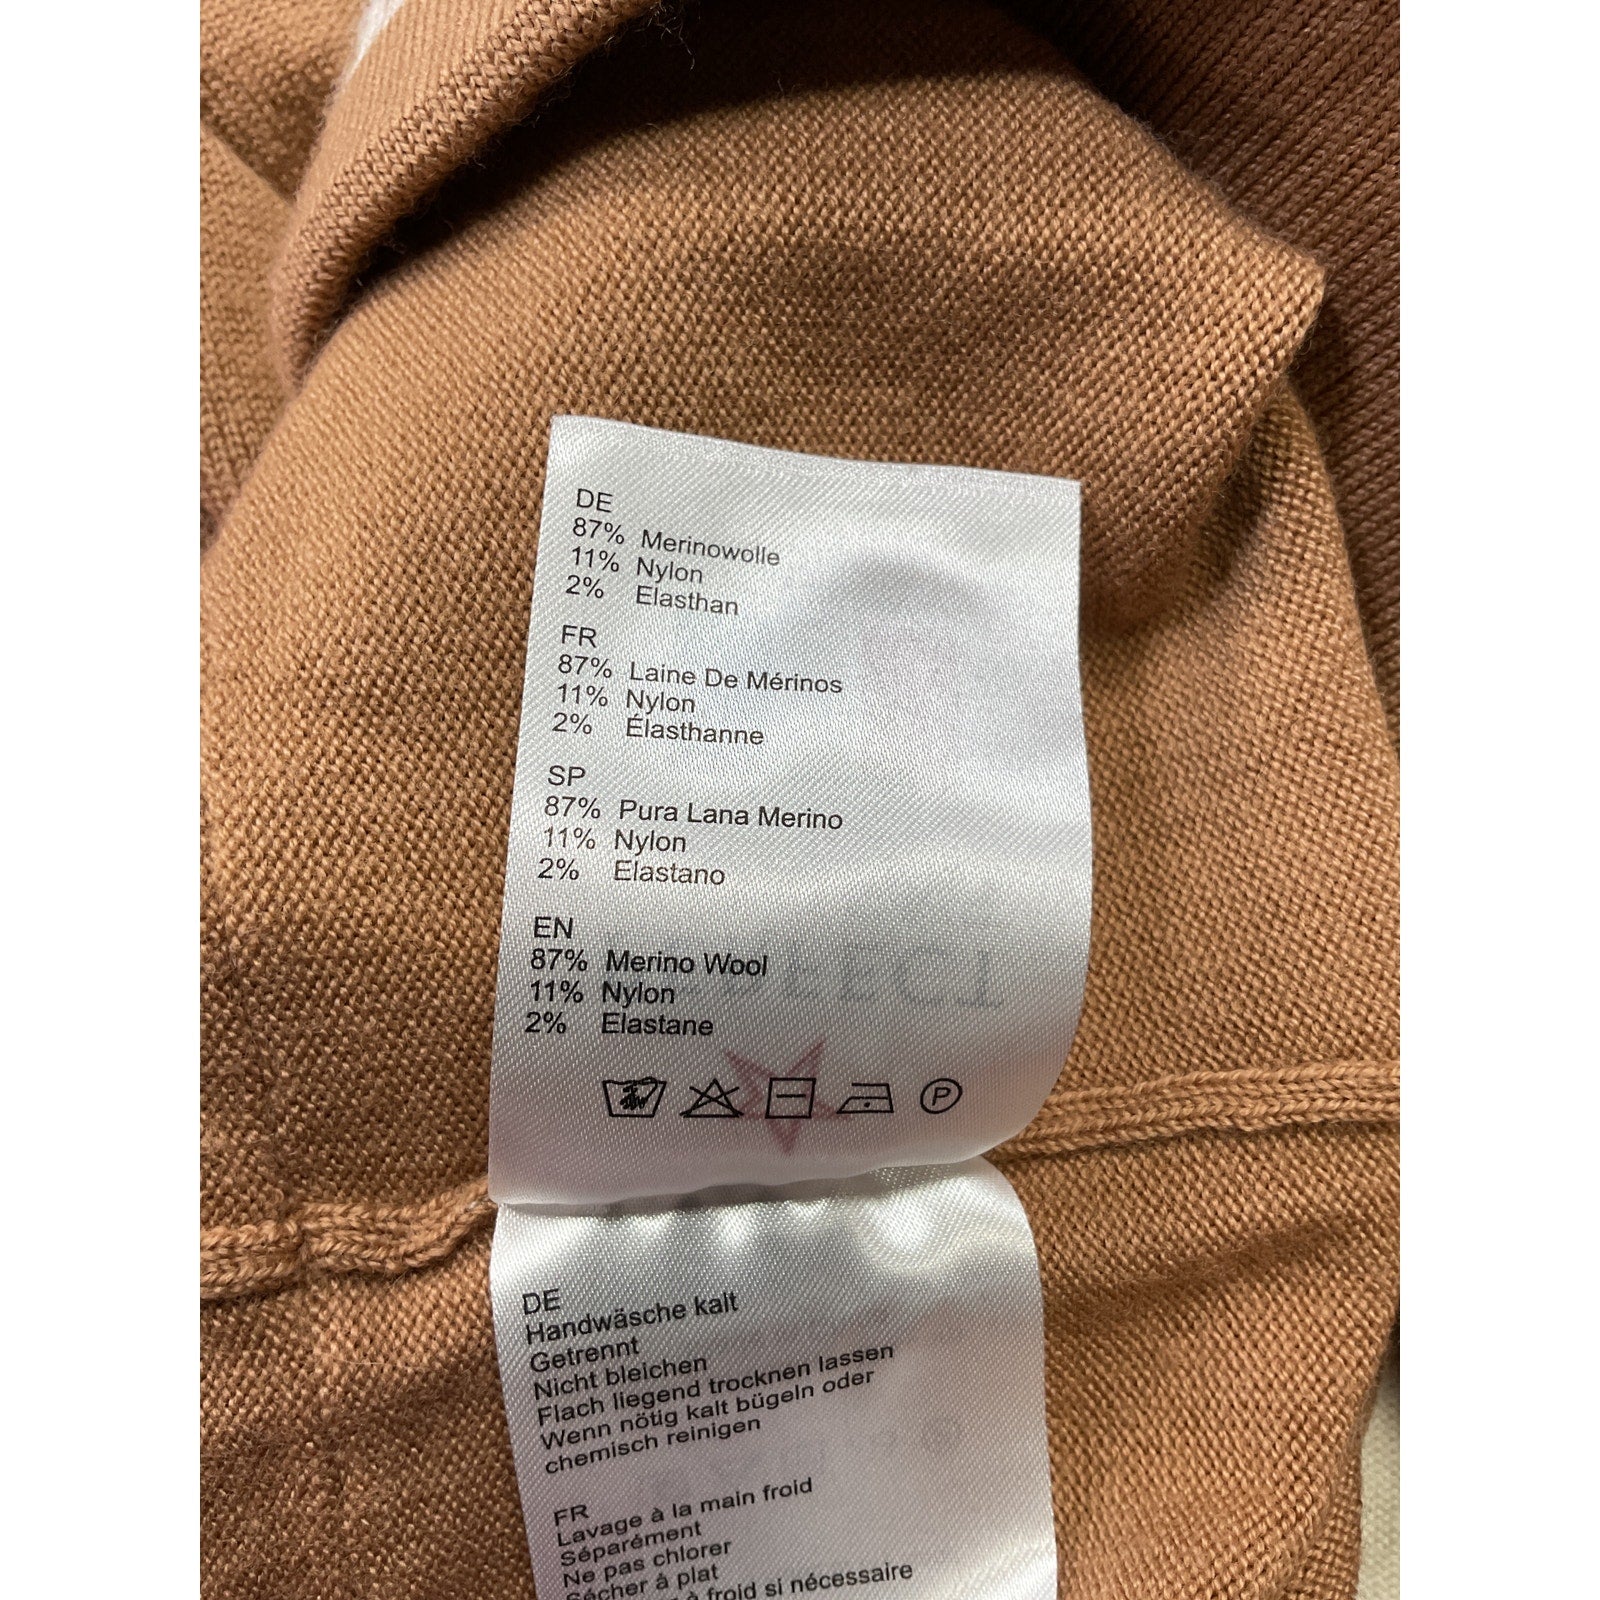 DE
87% Merinowolle
11% Nylon
2% Elasthan
FR
87% Laine De Mérinos
11% Nylon
2% Élasthanne
SP
87% Pura Lana Merino
11% Nylon
2% Elastano
EN
87% Merino Wool
11% Nylon
2% Elastane
P
DE
Handwäsche kalt
Getrennt
Nicht bleichen
Flach liegend trocknen lassen
Wenn nötig kalt bügeln oder
chemisch reinigen
FR
Lavage à la main froid
Séparément
Ne pas chlorer
Sécher à plat
à froid si nécessaire